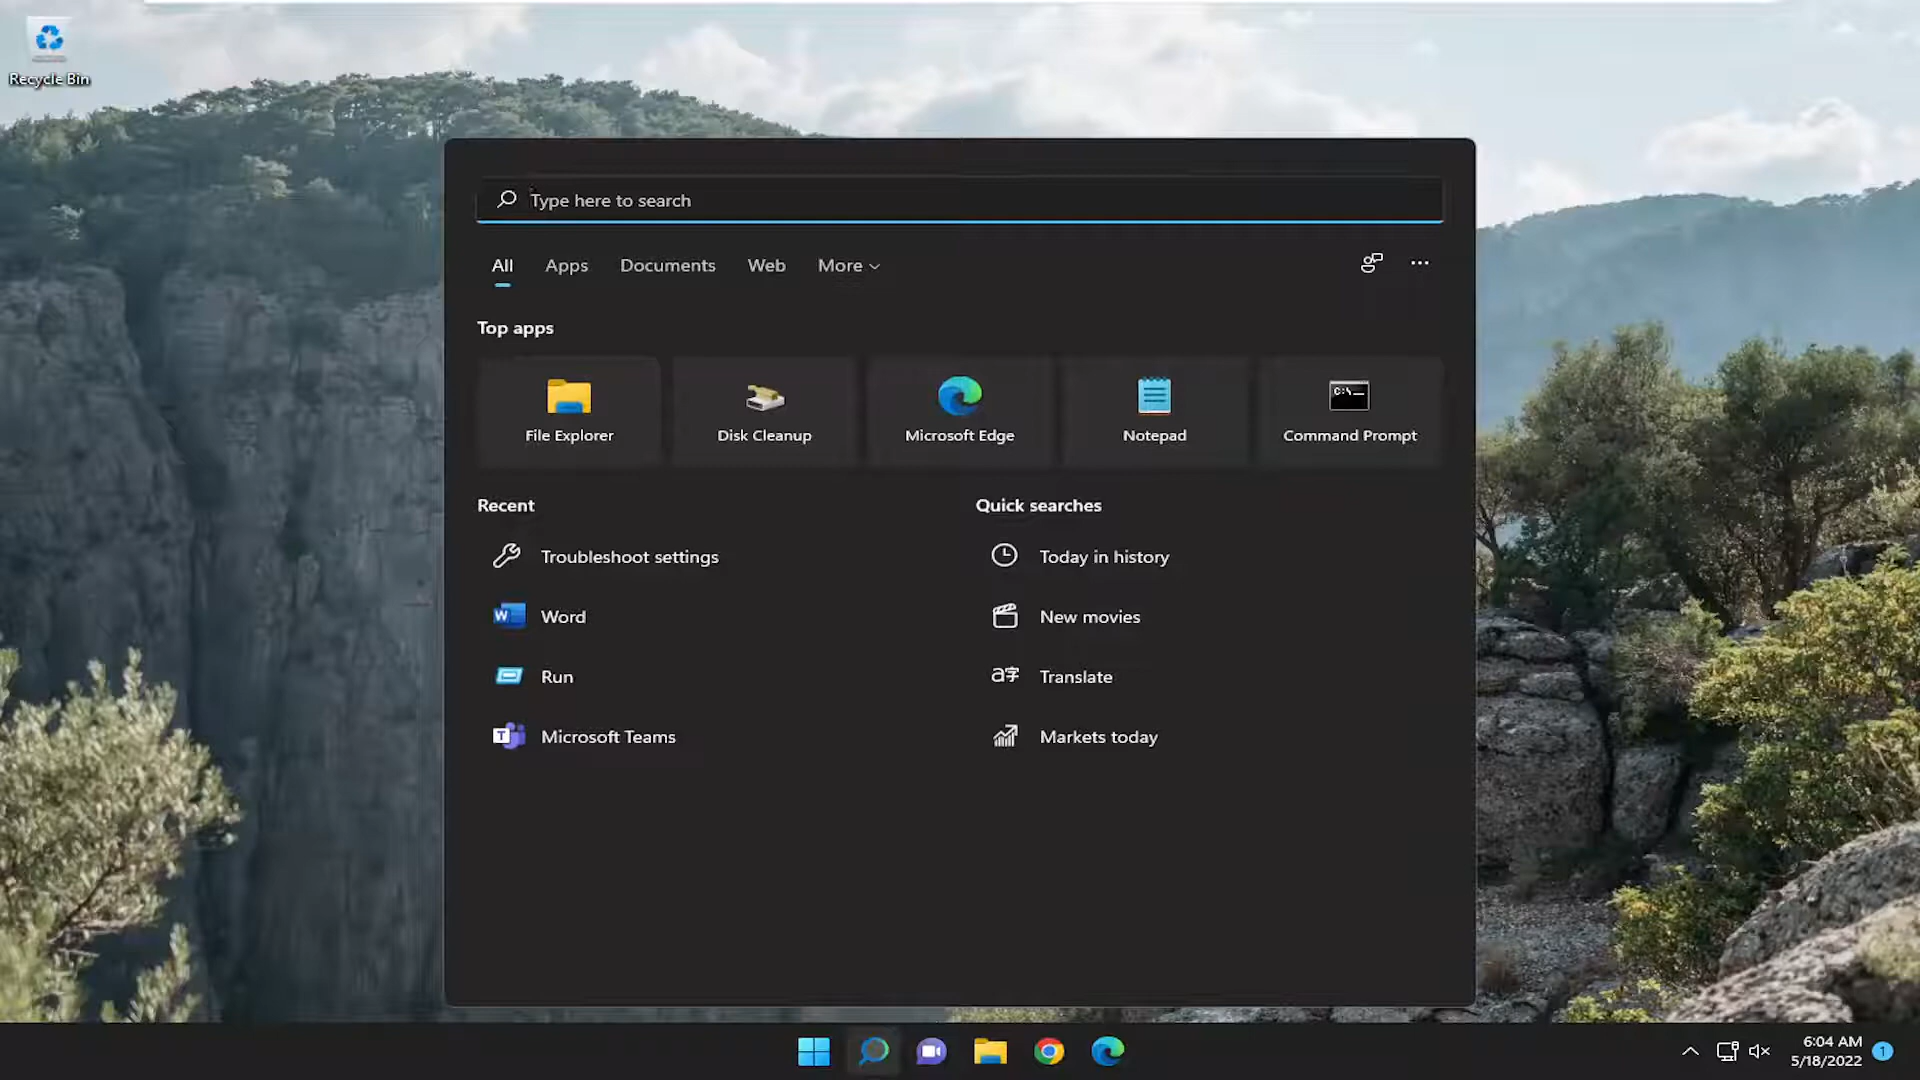 Recycle Bin
Type here to search
All Apps Documents Web More
Top apps
File Explorer Disk Cleanup Microsoft Edge Notepad Command Prompt
Recent Quick searches
Troubleshoot settings Today in history
Word New movies
Run Translate
Microsoft Teams Markets today
6:04 AM
5/18/2022 1